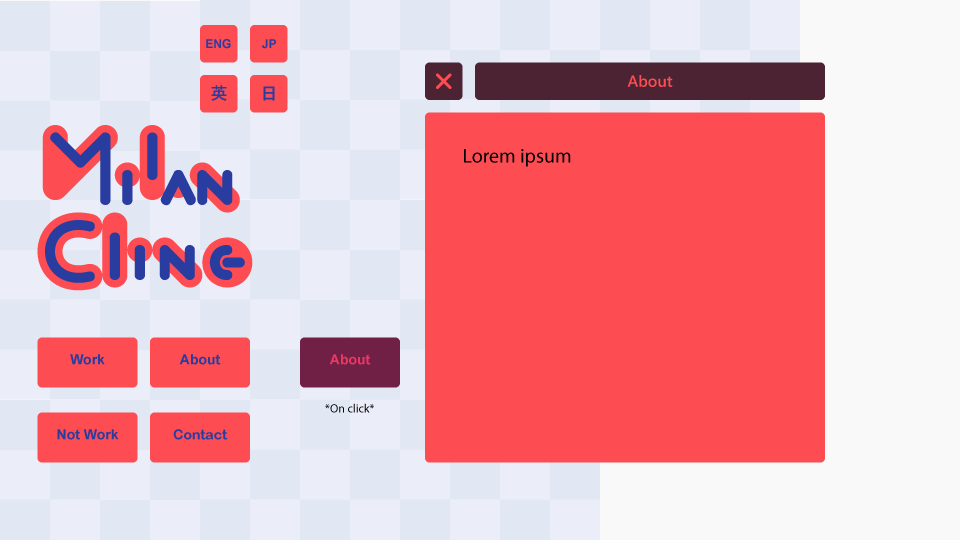 ENG JP
英 日
About
Lorem ipsum
Milan
Cline
Work About About
*On click*
Not Work Contact